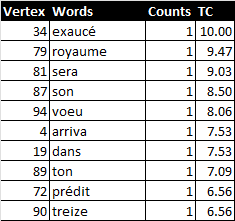 Vertex Words Counts TC
34 exaucé 1 10.00
79 royaume 1 9.47
81 sera 1 9.03
87 son 1 8.50
94 voeu 1 8.06
4 arriva 1 7.53
19 dans 1 7.53
89 ton 1 7.09
72 prédit 1 6.56
90 treize 1 6.56